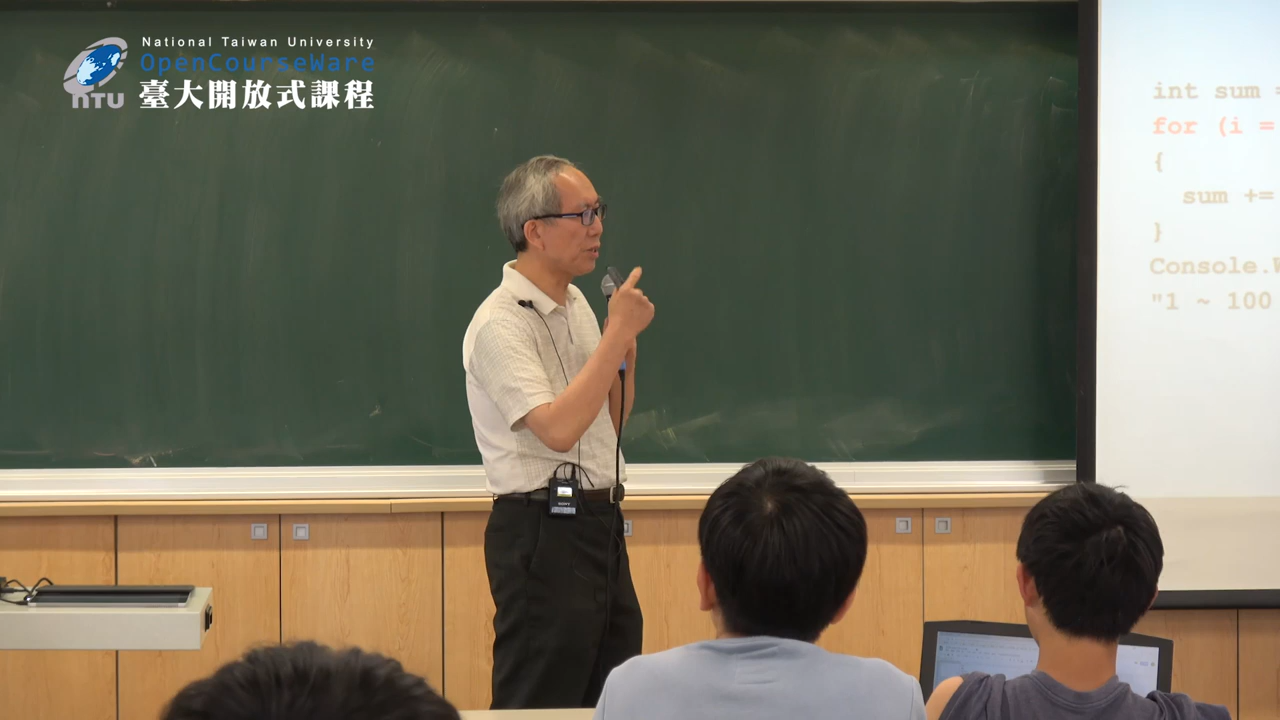 National Taiwan University
OpenCourseWare
NTU
臺大開放式課程
int sum =
for (i =
{
sum +=
}
Console.W
"1 ~ 100
SONY